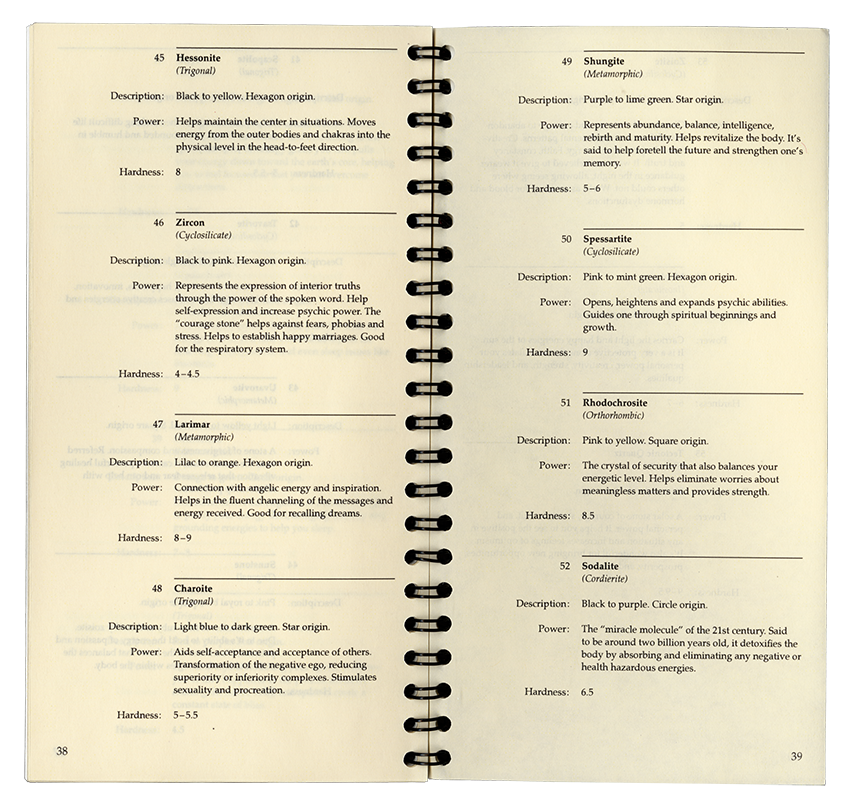 45 Hessonite
(Trigonal)
Description: Black to yellow. Hexagon origin.
Power: Helps maintain the center in situations. Moves
energy from the outer bodies and chakras into the
physical level in the head-to-feet direction.
Hardness: 8
46 Zircon
(Cyclosilicate)
Description: Black to pink. Hexagon origin.
Power: Represents the expression of interior truths
through the power of the spoken word. Help
self-expression and increase psychic power. The
“courage stone” helps against fears, phobias and
stress. Helps to establish happy marriages. Good
for the respiratory system.
Hardness: 4–4.5
47 Larimar
(Metamorphic)
Description: Lilac to orange. Hexagon origin.
Power: Connection with angelic energy and inspiration.
Helps in the fluent channeling of the messages and
energy received. Good for recalling dreams.
Hardness: 8–9
48 Charoite
(Trigonal)
Description: Light blue to dark green. Star origin.
Power: Aids self-acceptance and acceptance of others.
Transformation of the negative ego, reducing
superiority or inferiority complexes. Stimulates
sexuality and procreation.
Hardness: 5–5.5
38
49 Shungite
(Metamorphic)
Description: Purple to lime green. Star origin.
Power: Represents abundance, balance, intelligence,
rebirth and maturity. Helps revitalize the body. It’s
said to help foretell the future and strengthen one’s
memory.
Hardness: 5–6
50 Spessartite
(Cyclosilicate)
Description: Pink to mint green. Hexagon origin.
Power: Opens, heightens and expands psychic abilities.
Guides one through spiritual beginnings and
growth.
Hardness: 9
51 Rhodochrosite
(Orthorhombic)
Description: Pink to yellow. Square origin.
Power: The crystal of security that also balances your
energetic level. Helps eliminate worries about
meaningless matters and provides strength.
Hardness: 8.5
52 Sodalite
(Cordierite)
Description: Black to purple. Circle origin.
Power: The “miracle molecule” of the 21st century. Said
to be around two billion years old, it detoxifies the
body by absorbing and eliminating any negative or
health hazardous energies.
Hardness: 6.5
39